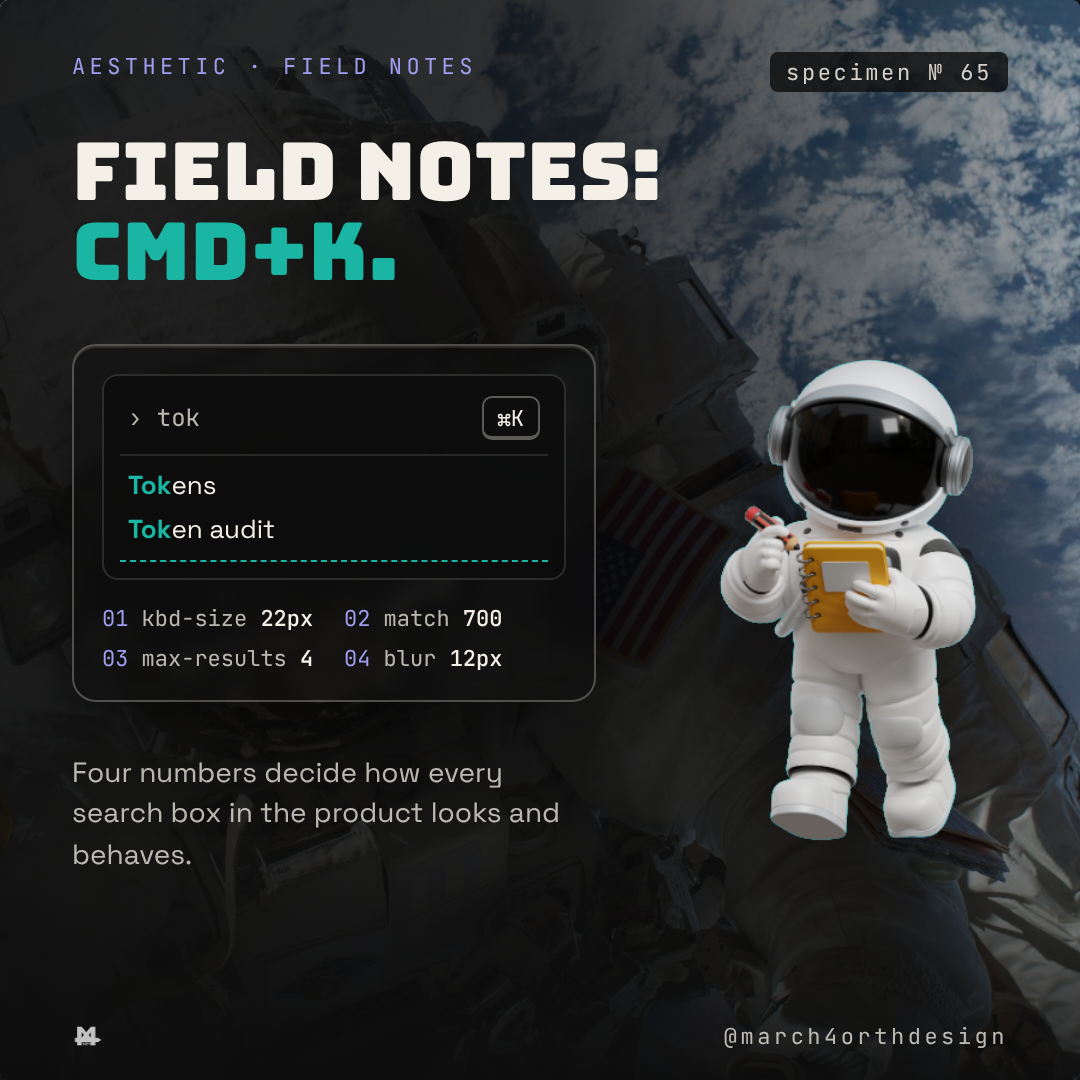 AESTHETIC · FIELD NOTES
specimen № 65
FIELD NOTES:
CMD+K.
› tok
⌘K
Tokens
Token audit
01 kbd-size 22px 02 match 700
03 max-results 4 04 blur 12px
Four numbers decide how every
search box in the product looks and
behaves.
@march4orthdesign